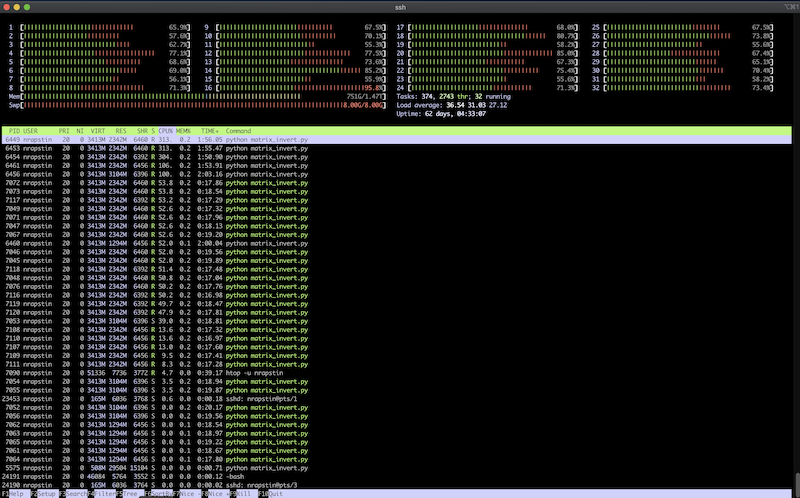 ssh
⌥⌘1
1 [ 65.9%] 9 [ 67.5%] 17 [ 68.0%] 25 [ 67.5%]
2 [ 57.6%] 10 [ 70.1%] 18 [ 80.7%] 26 [ 73.8%]
3 [ 62.7%] 11 [ 55.3%] 19 [ 58.2%] 27 [ 55.6%]
4 [ 77.1%] 12 [ 77.5%] 20 [ 85.0%] 28 [ 67.4%]
5 [ 68.6%] 13 [ 73.6%] 21 [ 67.3%] 29 [ 65.2%]
6 [ 69.0%] 14 [ 85.2%] 22 [ 75.4%] 30 [ 70.4%]
7 [ 56.1%] 15 [ 55.9%] 23 [ 55.6%] 31 [ 58.2%]
8 [ 71.3%] 16 [ 95.8%] 24 [ 71.3%] 32 [ 73.4%]
Mem[ 751G/1.47T] Tasks: 374, 2743 thr; 32 running
Swp[ 8.00G/8.00G] Load average: 36.54 31.03 27.12
Uptime: 62 days, 04:33:07
PID USER PRI NI VIRT RES SHR S CPU% MEM% TIME+ Command
6449 nrapstin 20 0 3413M 2342M 6460 R 313. 0.2 1:56.05 python matrix_invert.py
6453 nrapstin 20 0 3413M 2342M 6460 R 313. 0.2 1:55.47 python matrix_invert.py
6454 nrapstin 20 0 3413M 2342M 6392 R 304. 0.2 1:50.90 python matrix_invert.py
6461 nrapstin 20 0 3413M 2342M 6456 R 106. 0.2 1:53.91 python matrix_invert.py
6456 nrapstin 20 0 3413M 3104M 6396 R 100. 0.2 2:03.16 python matrix_invert.py
7072 nrapstin 20 0 3413M 2342M 6460 R 53.8 0.2 0:17.86 python matrix_invert.py
7073 nrapstin 20 0 3413M 2342M 6460 R 53.8 0.2 0:18.54 python matrix_invert.py
7117 nrapstin 20 0 3413M 2342M 6392 R 53.2 0.2 0:17.29 python matrix_invert.py
7049 nrapstin 20 0 3413M 2342M 6460 R 52.6 0.2 0:17.32 python matrix_invert.py
7071 nrapstin 20 0 3413M 2342M 6460 R 52.6 0.2 0:17.96 python matrix_invert.py
7047 nrapstin 20 0 3413M 2342M 6460 R 52.6 0.2 0:18.13 python matrix_invert.py
7067 nrapstin 20 0 3413M 2342M 6460 R 52.6 0.2 0:19.20 python matrix_invert.py
6460 nrapstin 20 0 3413M 1294M 6456 S 52.0 0.1 2:00.04 python matrix_invert.py
7046 nrapstin 20 0 3413M 2342M 6460 R 52.0 0.2 0:19.56 python matrix_invert.py
7045 nrapstin 20 0 3413M 2342M 6460 R 52.0 0.2 0:19.89 python matrix_invert.py
7118 nrapstin 20 0 3413M 2342M 6392 R 51.4 0.2 0:17.48 python matrix_invert.py
7048 nrapstin 20 0 3413M 2342M 6460 R 50.8 0.2 0:17.04 python matrix_invert.py
7076 nrapstin 20 0 3413M 2342M 6460 R 50.2 0.2 0:17.76 python matrix_invert.py
7116 nrapstin 20 0 3413M 2342M 6392 R 50.2 0.2 0:16.98 python matrix_invert.py
7119 nrapstin 20 0 3413M 2342M 6392 R 49.7 0.2 0:18.47 python matrix_invert.py
7120 nrapstin 20 0 3413M 2342M 6392 R 47.9 0.2 0:17.81 python matrix_invert.py
7053 nrapstin 20 0 3413M 3104M 6396 S 39.0 0.2 0:18.81 python matrix_invert.py
7108 nrapstin 20 0 3413M 2342M 6456 R 13.6 0.2 0:17.32 python matrix_invert.py
7110 nrapstin 20 0 3413M 2342M 6456 R 13.6 0.2 0:16.97 python matrix_invert.py
7107 nrapstin 20 0 3413M 2342M 6456 R 13.0 0.2 0:17.60 python matrix_invert.py
7109 nrapstin 20 0 3413M 2342M 6456 R 9.5 0.2 0:17.41 python matrix_invert.py
7111 nrapstin 20 0 3413M 2342M 6456 R 8.3 0.2 0:17.28 python matrix_invert.py
7090 nrapstin 20 0 51336 7736 3772 R 4.7 0.0 0:39.17 htop -u nrapstin
7054 nrapstin 20 0 3413M 3104M 6396 S 3.5 0.2 0:18.94 python matrix_invert.py
7055 nrapstin 20 0 3413M 3104M 6396 S 3.5 0.2 0:19.87 python matrix_invert.py
23453 nrapstin 20 0 165M 6036 3768 S 0.6 0.0 0:00.18 sshd: nrapstin@pts/1
7052 nrapstin 20 0 3413M 3104M 6396 S 0.0 0.2 0:20.17 python matrix_invert.py
7056 nrapstin 20 0 3413M 3104M 6396 S 0.0 0.2 0:19.56 python matrix_invert.py
7062 nrapstin 20 0 3413M 1294M 6456 S 0.0 0.1 0:18.54 python matrix_invert.py
7063 nrapstin 20 0 3413M 1294M 6456 S 0.0 0.1 0:18.97 python matrix_invert.py
7065 nrapstin 20 0 3413M 1294M 6456 S 0.0 0.1 0:19.22 python matrix_invert.py
7061 nrapstin 20 0 3413M 1294M 6456 S 0.0 0.1 0:18.67 python matrix_invert.py
7064 nrapstin 20 0 3413M 1294M 6456 S 0.0 0.1 0:17.80 python matrix_invert.py
5575 nrapstin 20 0 508M 29504 15104 S 0.0 0.0 0:00.71 python matrix_invert.py
24191 nrapstin 20 0 46084 5764 3552 S 0.0 0.0 0:00.12 -bash
24190 nrapstin 20 0 165M 6036 3764 S 0.0 0.0 0:00.02 sshd: nrapstin@pts/3
F1Help F2Setup F3Search F4Filter F5Tree F6SortBy F7Nice - F8Nice + F9Kill F10Quit